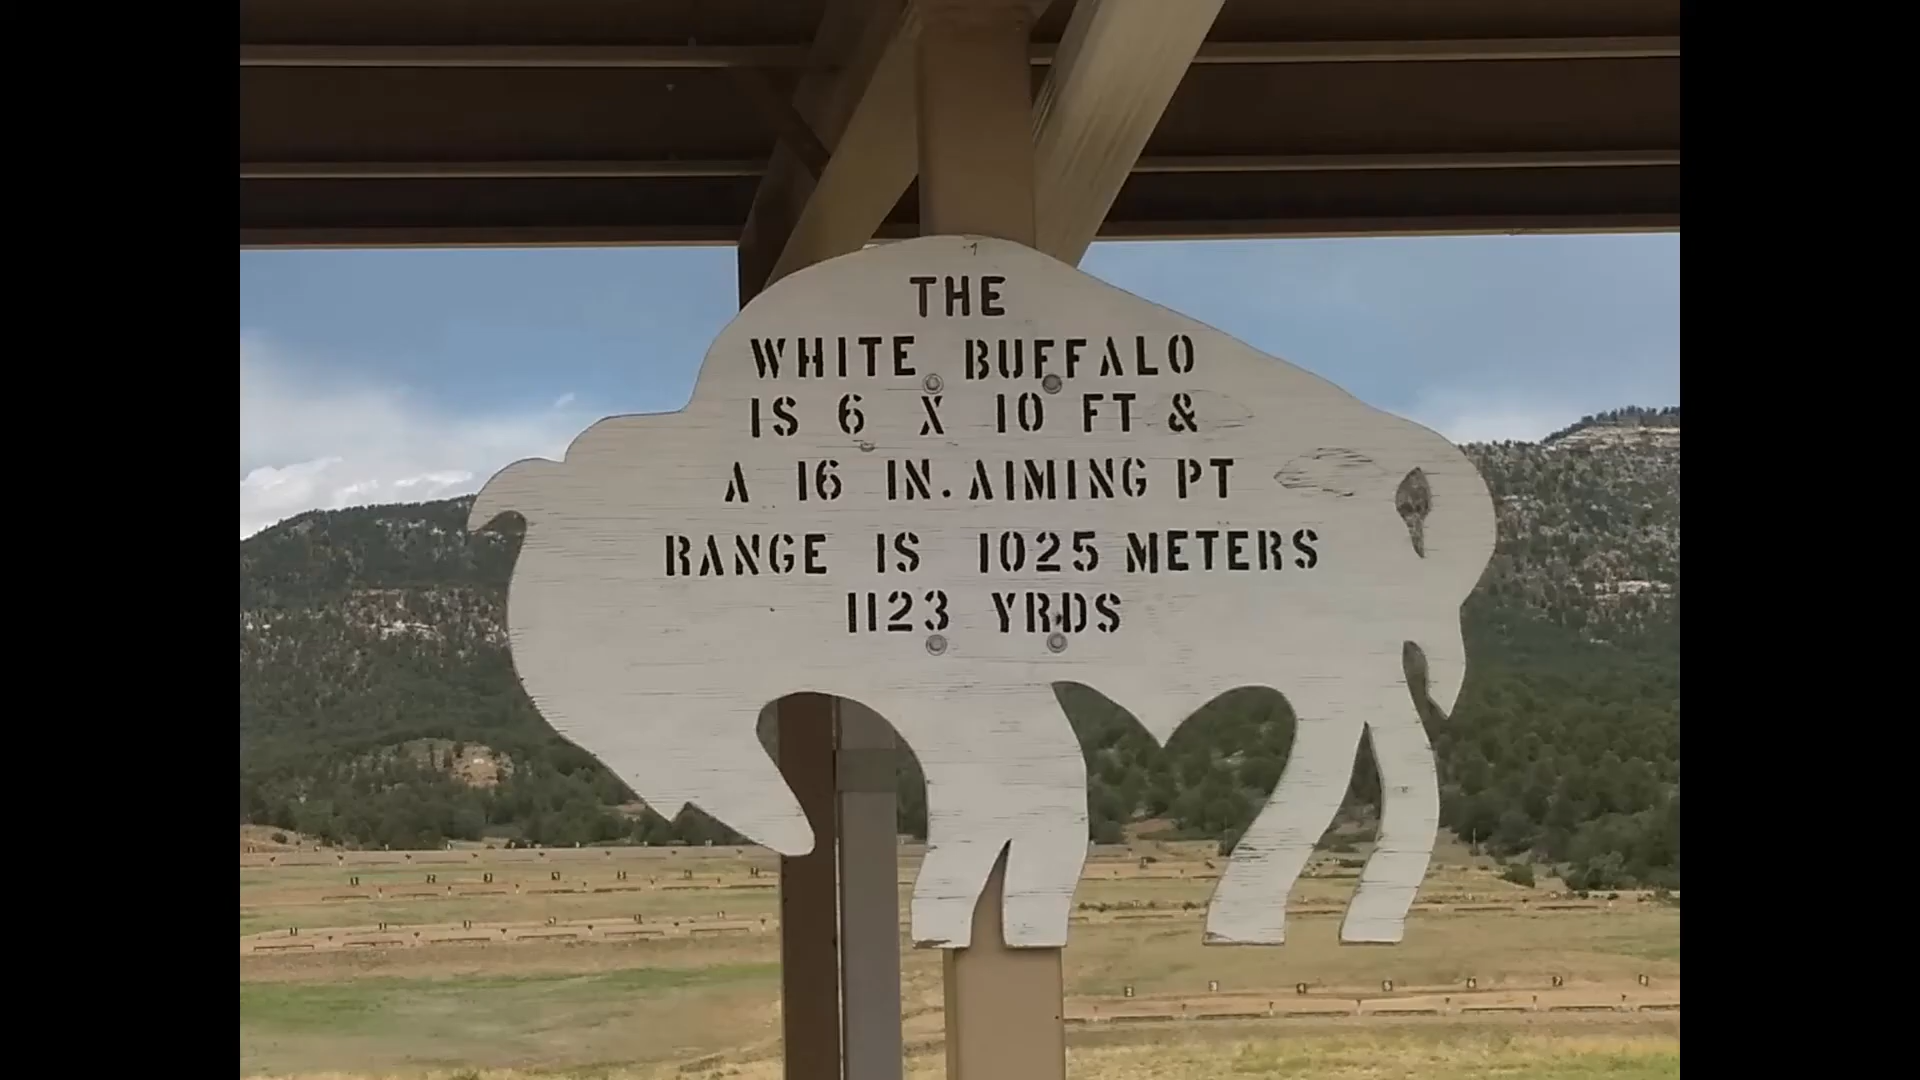 THE
WHITE BUFFALO
IS 6 X 10 FT &
A 16 IN. AIMING PT
RANGE IS 1025 METERS
1123 YRDS